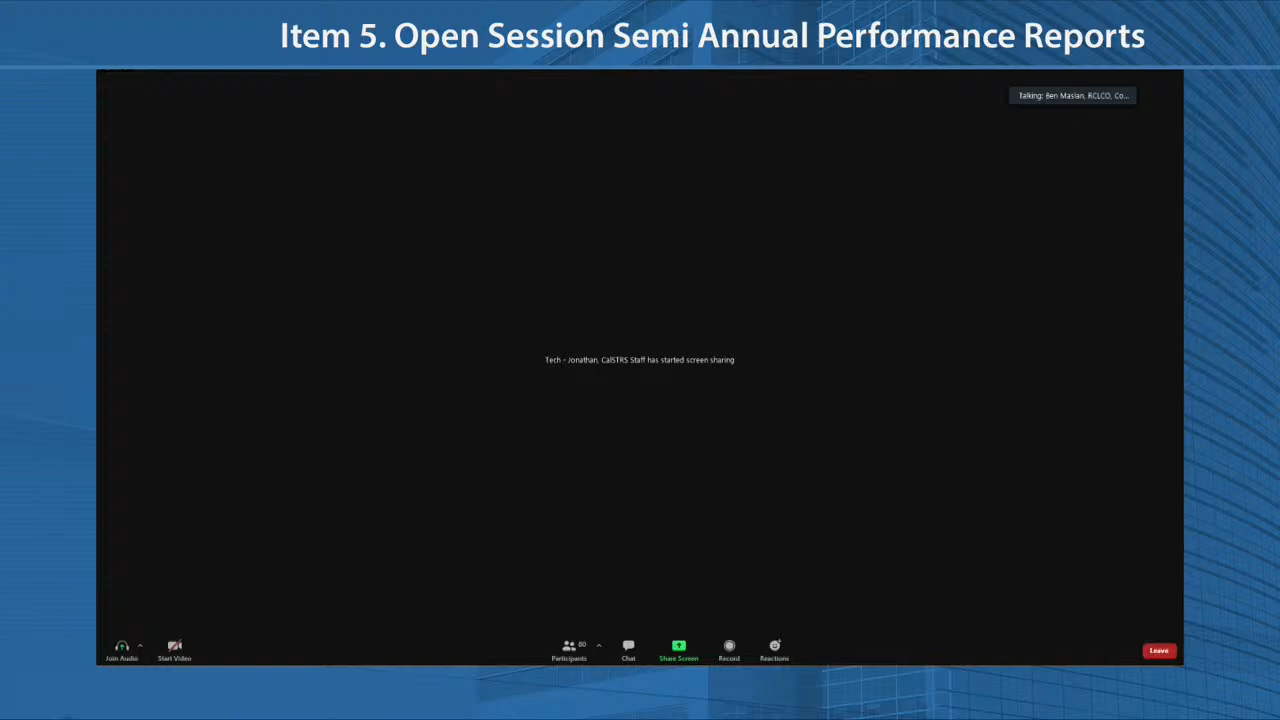 Item 5. Open Session Semi Annual Performance Reports
Talking: Ben Maslan, RCLCO, Co...
Tech - Jonathan, CalSTRS Staff has started screen sharing
80
Join Audio
Start Video
Participants
Chat
Share Screen
Record
Reactions
Leave